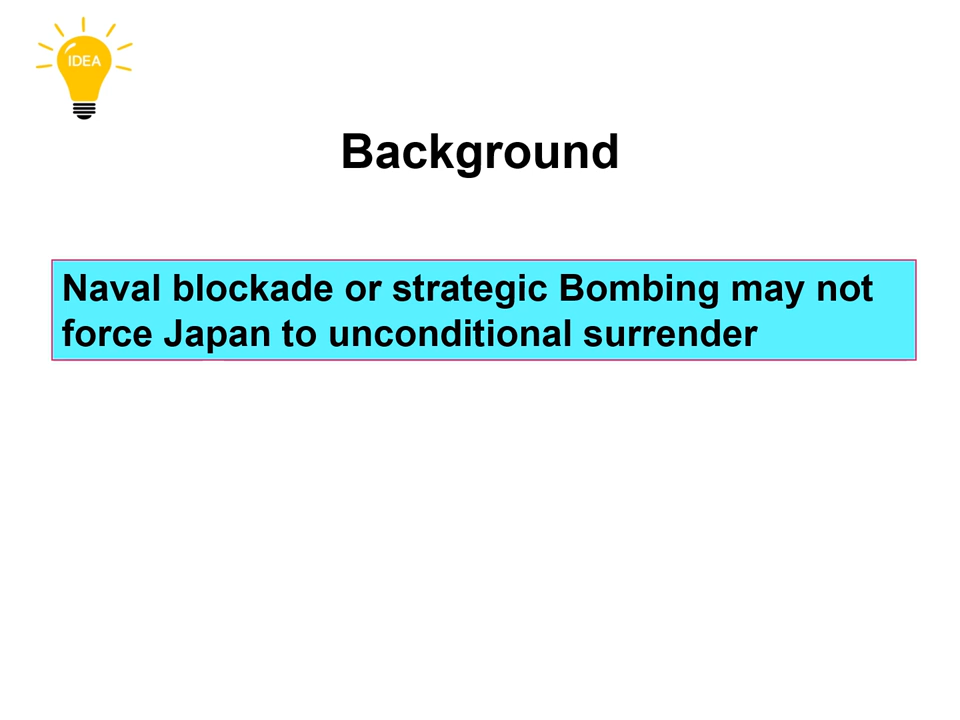 IDEA
Background
Naval blockade or strategic Bombing may not
force Japan to unconditional surrender